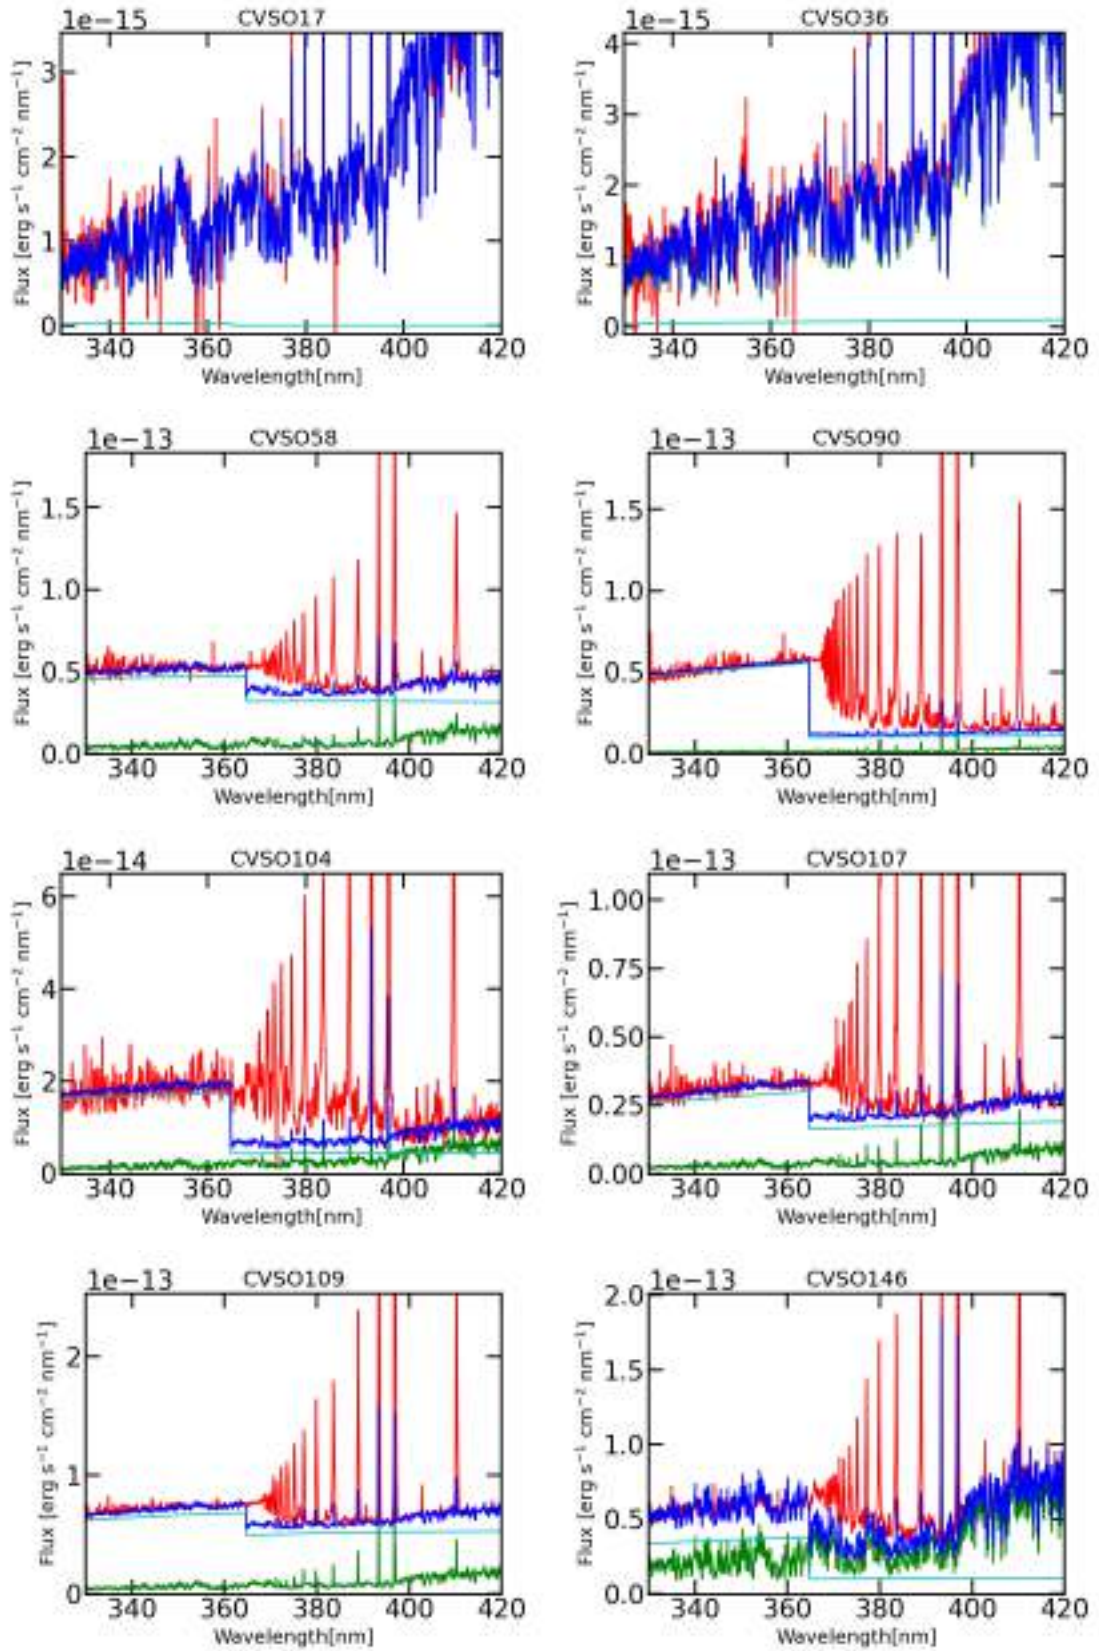 1e−15 CVSO17 1e−15 CVSO36
Flux [erg s⁻¹ cm⁻² nm⁻¹] 3 2 1 0 Flux [erg s⁻¹ cm⁻² nm⁻¹] 4 3 2 1 0
340 360 380 400 420 340 360 380 400 420
Wavelength[nm] Wavelength[nm]
1e−13 CVSO58 1e−13 CVSO90
Flux [erg s⁻¹ cm⁻² nm⁻¹] 1.5 1.0 0.5 0.0 Flux [erg s⁻¹ cm⁻² nm⁻¹] 1.5 1.0 0.5 0.0
340 360 380 400 420 340 360 380 400 420
Wavelength[nm] Wavelength[nm]
1e−14 CVSO104 1e−13 CVSO107
Flux [erg s⁻¹ cm⁻² nm⁻¹] 6 4 2 0 Flux [erg s⁻¹ cm⁻² nm⁻¹] 1.00 0.75 0.50 0.25 0.00
340 360 380 400 420 340 360 380 400 420
Wavelength[nm] Wavelength[nm]
1e−13 CVSO109 1e−13 CVSO146
Flux [erg s⁻¹ cm⁻² nm⁻¹] 2 1 0 Flux [erg s⁻¹ cm⁻² nm⁻¹] 2.0 1.5 1.0 0.5 0.0
340 360 380 400 420 340 360 380 400 420
Wavelength[nm] Wavelength[nm]